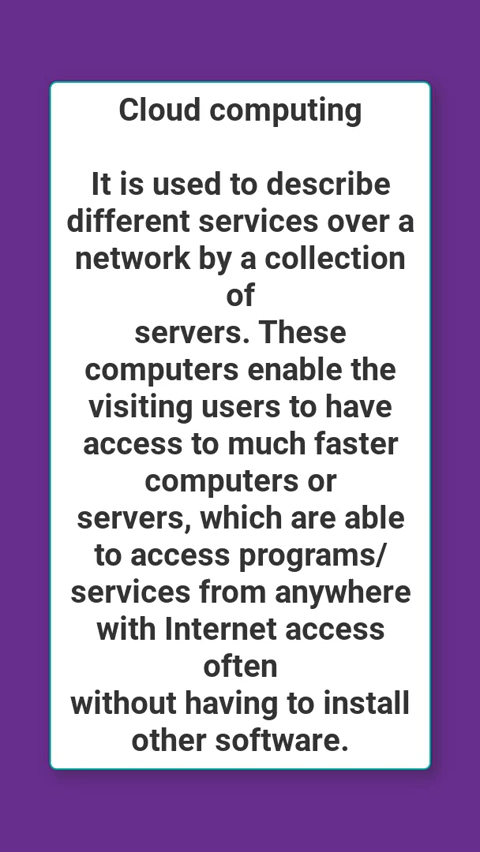 Cloud computing
It is used to describe
different services over a
network by a collection
of
servers. These
computers enable the
visiting users to have
access to much faster
computers or
servers, which are able
to access programs/
services from anywhere
with Internet access
often
without having to install
other software.